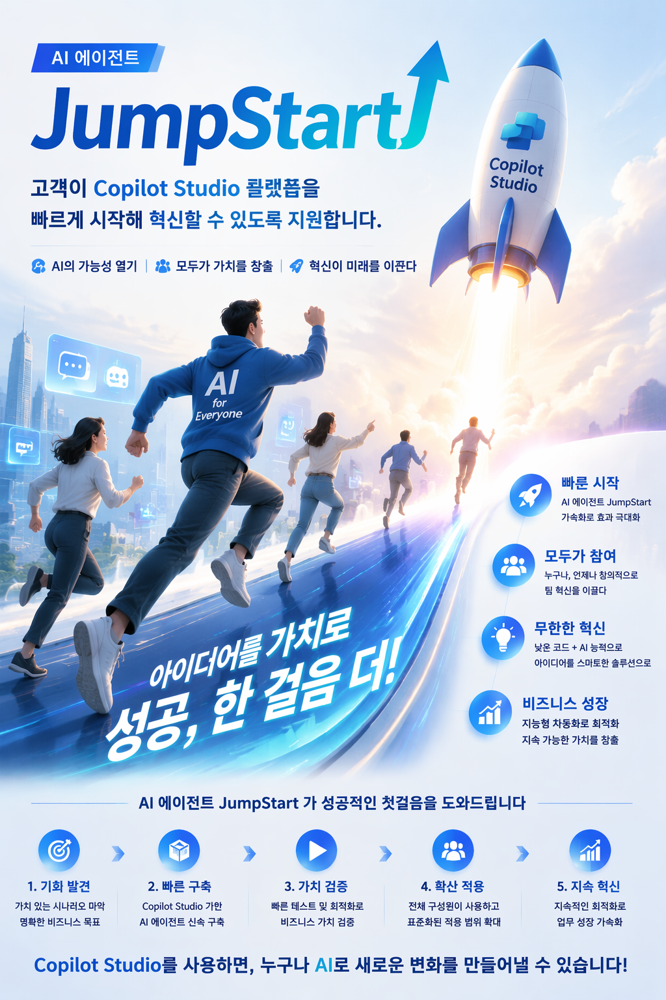 AI 에이전트
JumpStart
고객이 Copilot Studio
빠르게 시작해 혁신할 수 있도록 지원합니다.
AI의 가능성 열기 | 모두가 가치를 창출 | 혁신이 미래를
Copilot
Studio
AI
for
Everyone
빠른 시작
AI 에이전트 JumpStart
가속화로 효과 극대화
모두가 참여
누구나, 언제나 창의적으로
팀 혁신을 이끌다
무한한 혁신
낮온 코드 + AI 능적으로
아이디어를 스마토한 솔루션으로
비즈니스 성장
지능형 차동화로 최적화
지속 가능한 가치를 창출
아이디어를 가치로
성공, 한 걸음 더!
AI 에이전트 JumpStart 가 성공적인 첫걸음을 도와드립니다
1. 기화 발견
가치 있는 시나러오 마악
명확한 비즈니스 목표
2. 빠른 구축
Copilot Studio 가반
AI 에이전트 신속 구축
3. 가치 검증
빠른 테스트 및 최적화로
비즈니스 가치 검증
4. 확산 적용
전체 구성원이 사용하고
표준화된 적용 범위 확대
5. 지속 혁신
지속적인 최적화로
업무 성장 가속화
Copilot Studio를 사용하면, 누구나 AI로 새로운 변화를 만들어낼 수 있습니다!